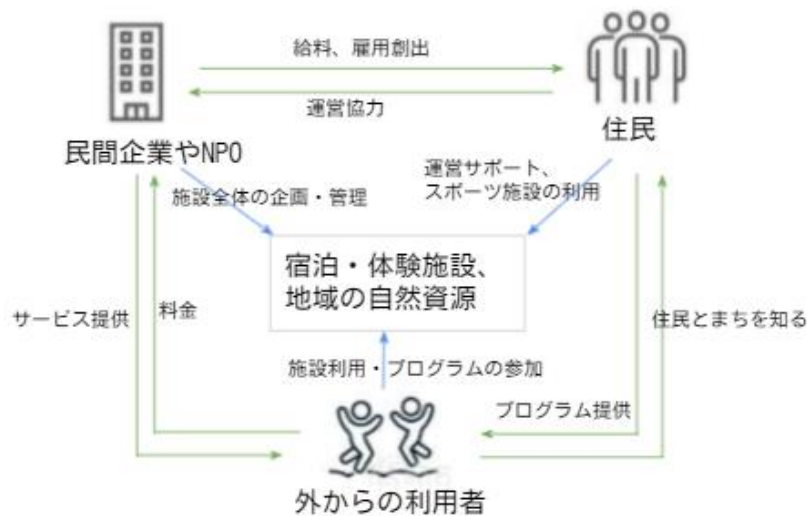 給料、雇用創出
運営協力
民間企業やNPO
住民
施設全体の企画・管理
運営サポート、
スポーツ施設の利用
宿泊・体験施設、
地域の自然資源
サービス提供
料金
住民とまちを知る
施設利用・プログラムの参加
プログラム提供
外からの利用者